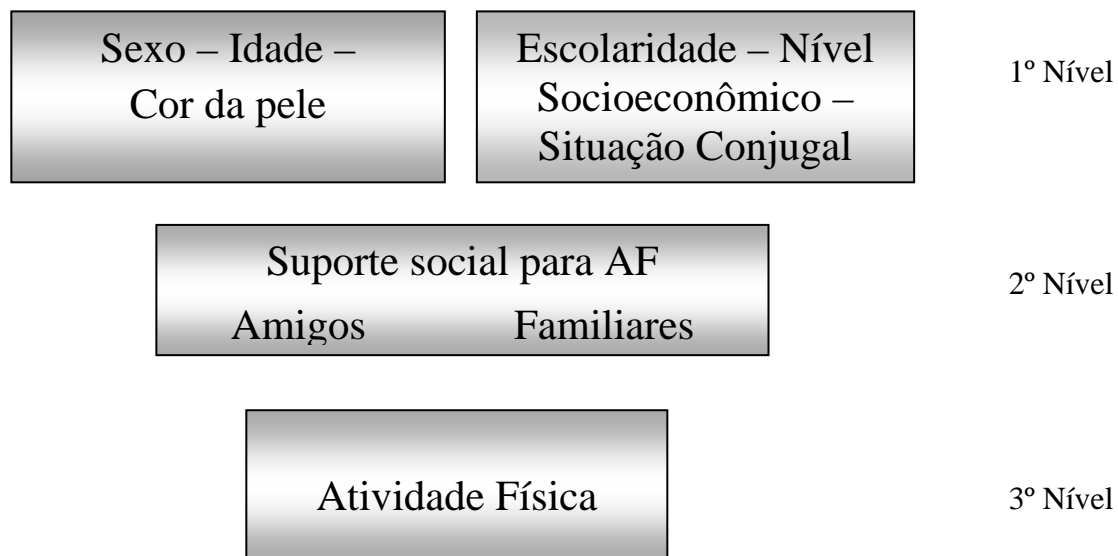 Sexo – Idade –
Cor da pele
Escolaridade – Nível
Socioeconômico –
Situação Conjugal
1º Nível
Suporte social para AF
Amigos Familiares
2º Nível
Atividade Física
3º Nível